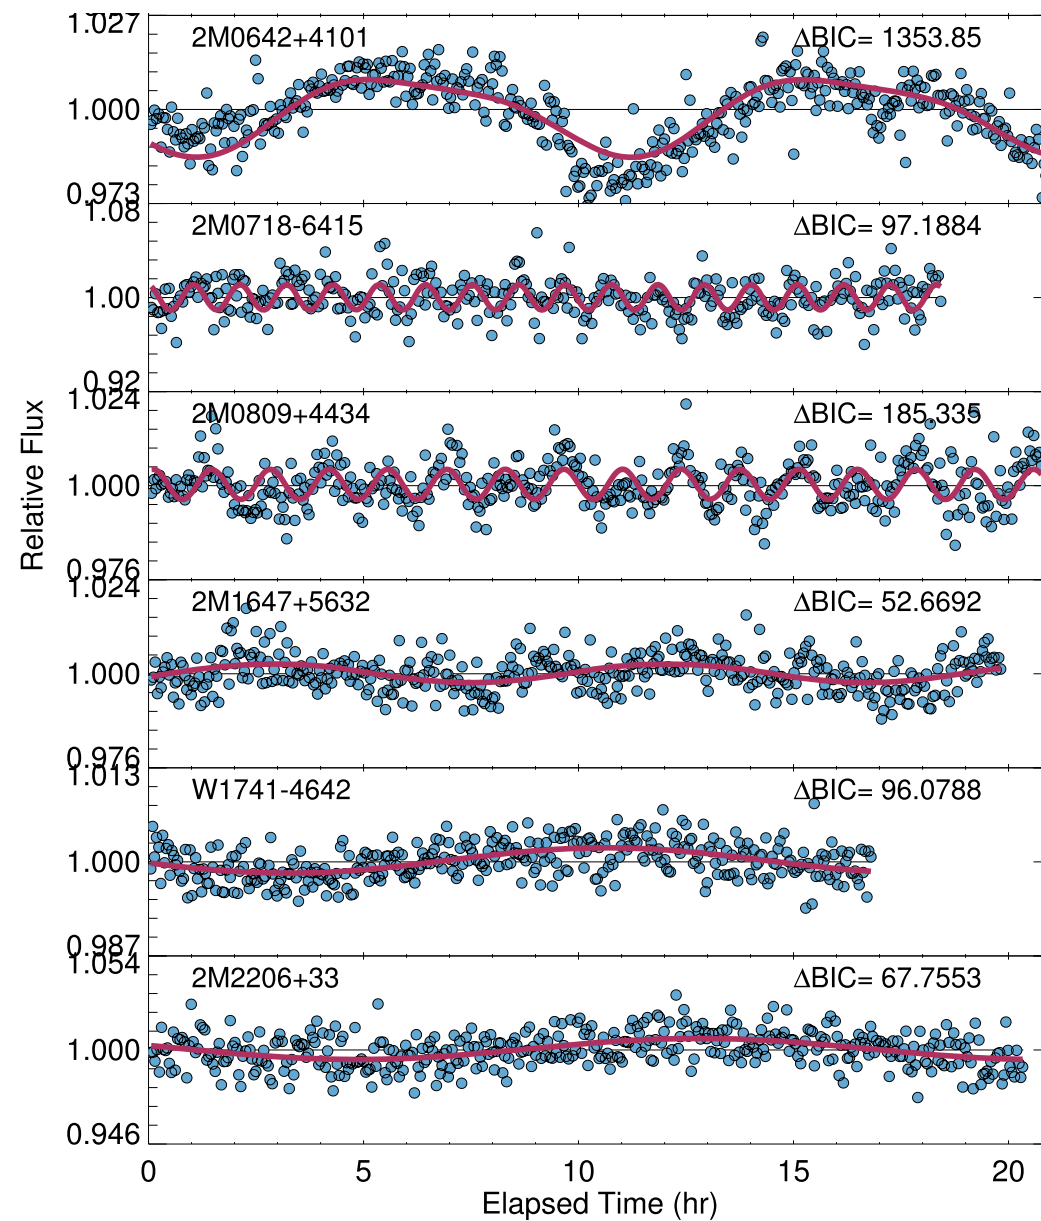 1.027
2M0642+4101 ΔBIC= 1353.85
1.000
0.973
1.08
2M0718-6415 ΔBIC= 97.1884
1.00
0.92
1.024
2M0809+4434 ΔBIC= 185.335
1.000
0.976
1.024
2M1647+5632 ΔBIC= 52.6692
1.000
0.976
1.013
W1741-4642 ΔBIC= 96.0788
1.000
0.987
1.054
2M2206+33 ΔBIC= 67.7553
1.000
0.946
0 5 10 15 20
Elapsed Time (hr)
Relative Flux